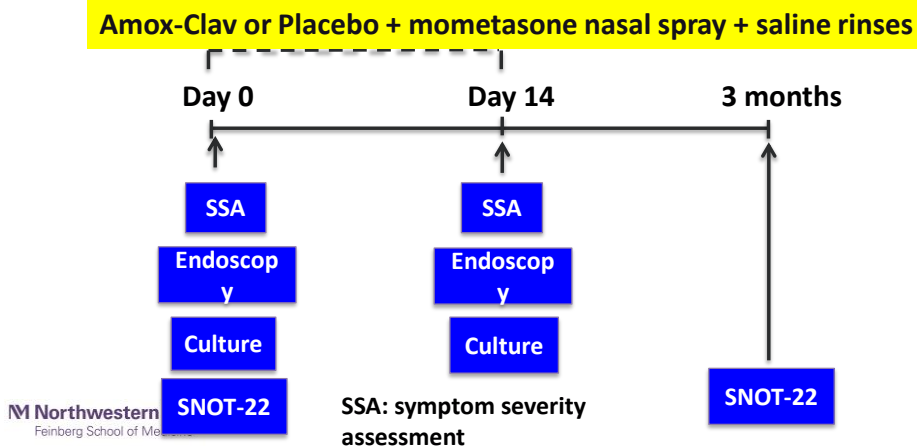 Amox-Clav or Placebo + mometasone nasal spray + saline rinses
Day 0
Day 14
3 months
SSA
SSA
Endoscop
y
Endoscop
y
Culture
Culture
SNOT-22
SNOT-22
SSA: symptom severity
assessment
M Northwestern
Feinberg School of